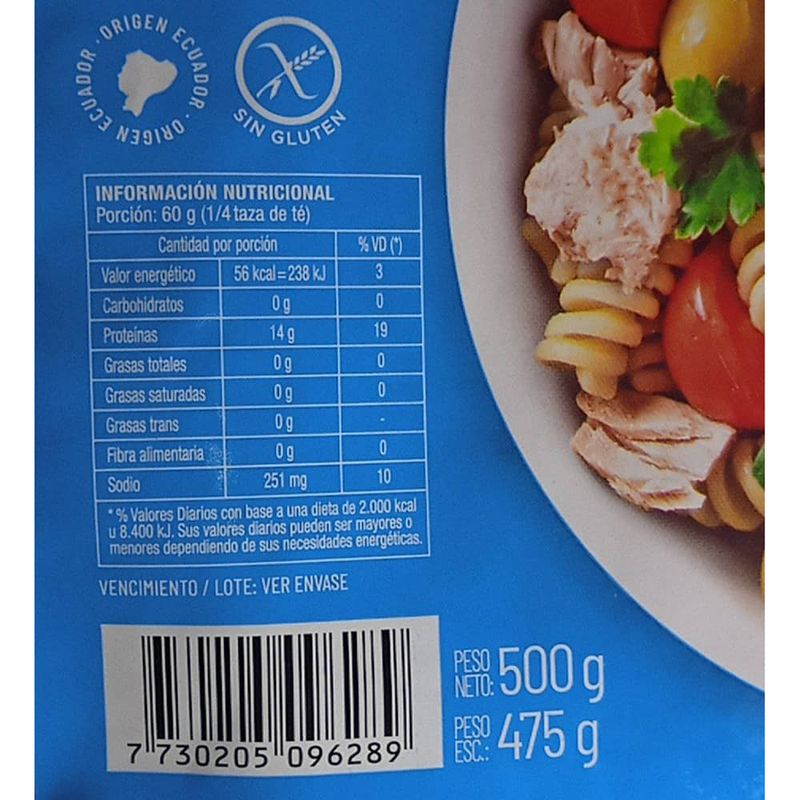 ORIGEN ECUADOR · ORIGEN ECUADOR ·
SIN GLUTEN
INFORMACIÓN NUTRICIONAL
Porción: 60 g (1/4 taza de té)
Cantidad por porción % VD (*)
Valor energético 56 kcal=238 kJ 3
Carbohidratos 0 g 0
Proteínas 14 g 19
Grasas totales 0 g 0
Grasas saturadas 0 g 0
Grasas trans 0 g -
Fibra alimentaria 0 g 0
Sodio 251 mg 10
*% Valores Diarios con base a una dieta de 2.000 kcal
u 8.400 kJ. Sus valores diarios pueden ser mayores o
menores dependiendo de sus necesidades energéticas.
VENCIMIENTO / LOTE: VER ENVASE
PESO NETO: 500 g
PESO ESC.: 475 g
7 730205 096289